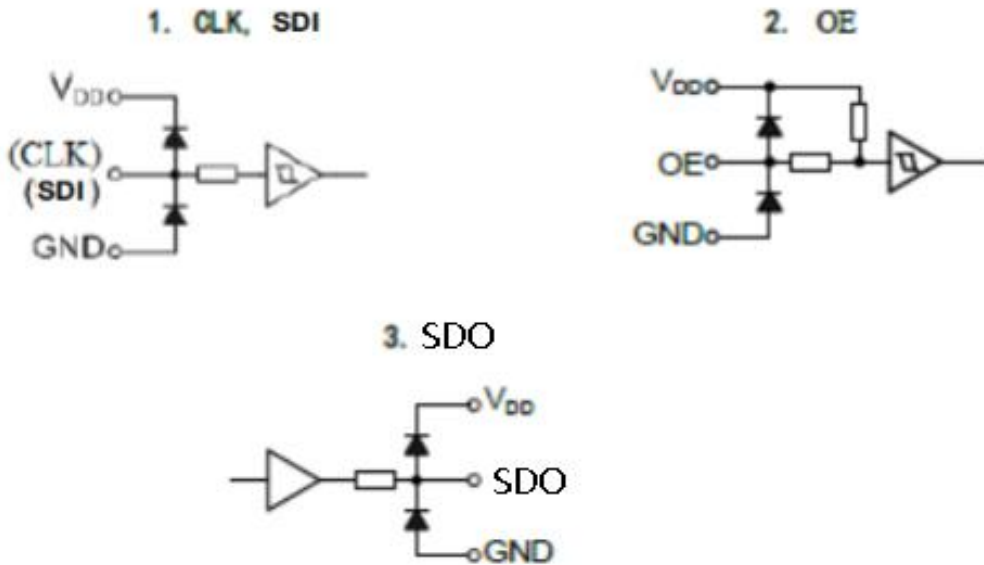 1. CLK, SDI
2. OE
VDD
(CLK)
(SDI)
GND
VDD
OE
GND
3. SDO
VDD
SDO
GND